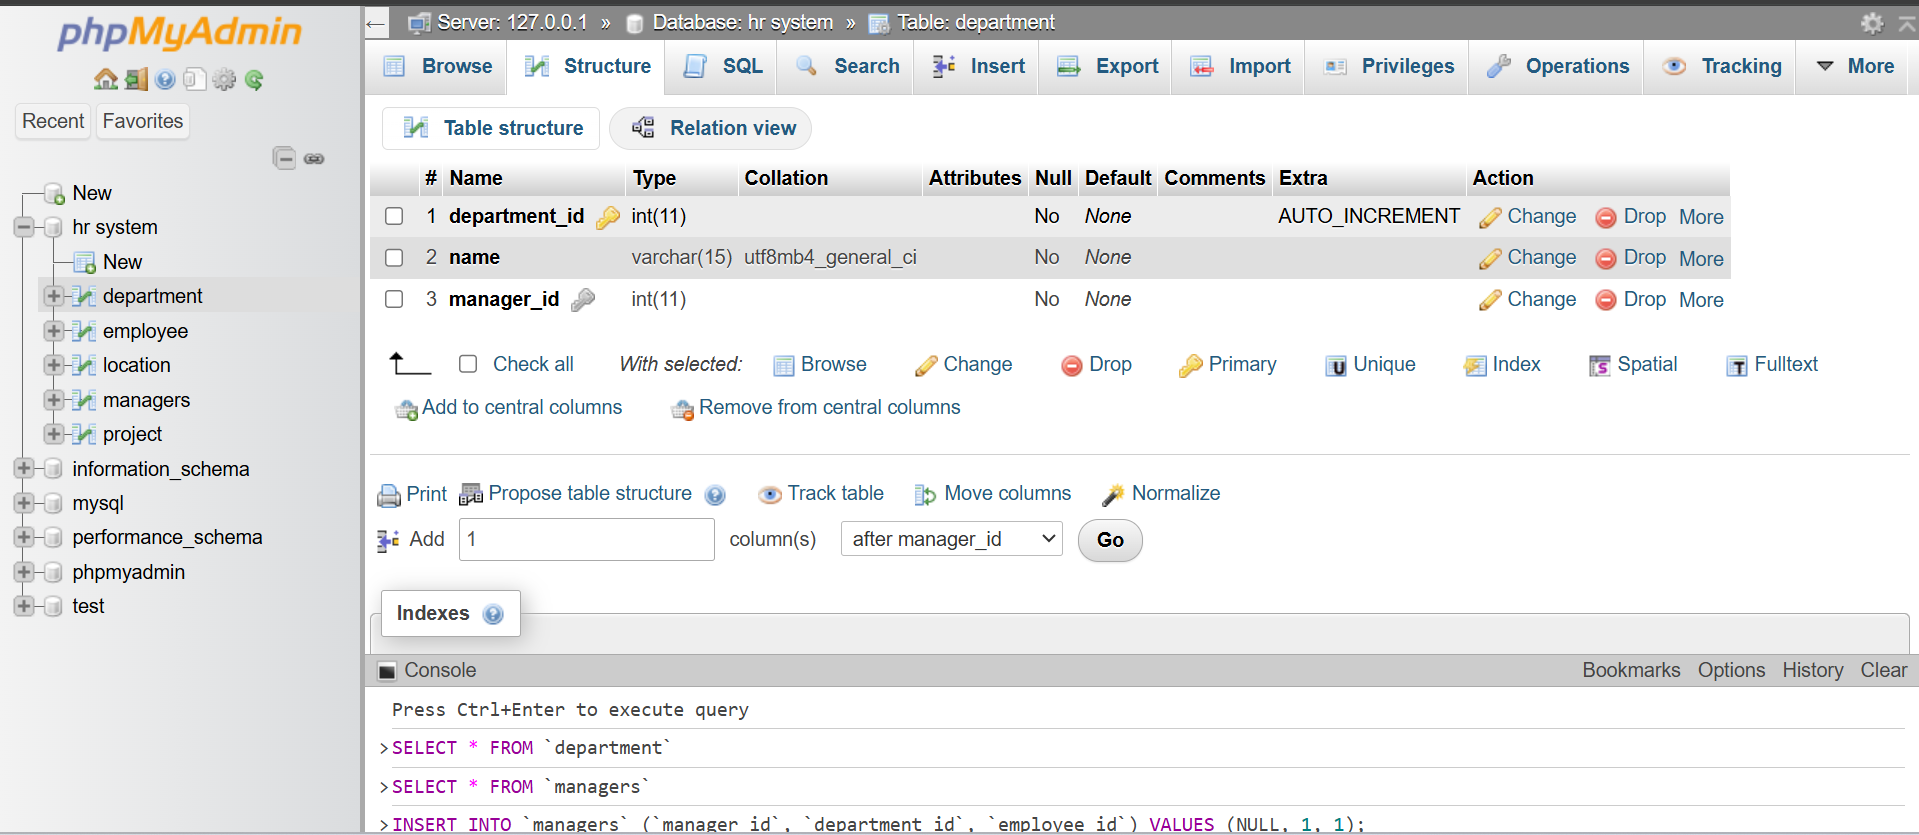 phpMyAdmin
Recent Favorites
New
hr system
New
department
employee
location
managers
project
information_schema
mysql
performance_schema
phpmyadmin
test
Server: 127.0.0.1 » Database: hr system » Table: department
Browse Structure SQL Search Insert Export Import Privileges Operations Tracking More
Table structure Relation view
# Name Type Collation Attributes Null Default Comments Extra Action
1 department_id int(11) No None AUTO_INCREMENT Change Drop More
2 name varchar(15) utf8mb4_general_ci No None Change Drop More
3 manager_id int(11) No None Change Drop More
Check all With selected: Browse Change Drop Primary Unique Index Spatial Fulltext
Add to central columns Remove from central columns
Print Propose table structure Track table Move columns Normalize
Add 1 column(s) after manager_id Go
Indexes
Console Bookmarks Options History Clear
Press Ctrl+Enter to execute query
>SELECT * FROM `department`
>SELECT * FROM `managers`
>INSERT INTO `managers` (`manager_id`, `department_id`, `employee_id`) VALUES (NULL, 1, 1);